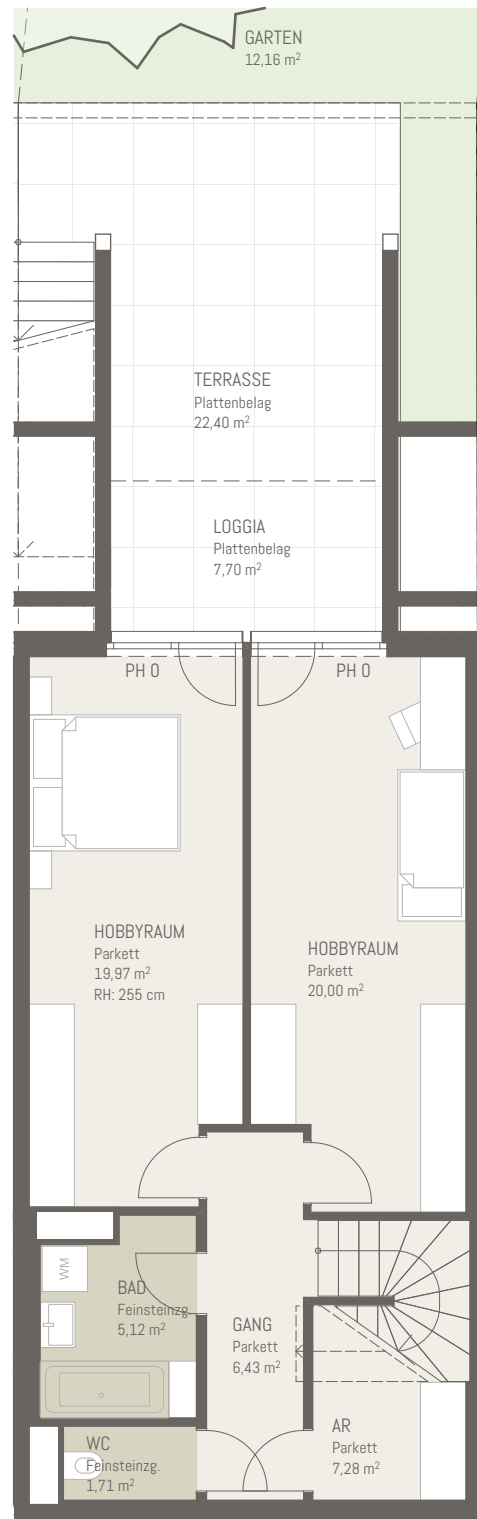 GARTEN
12,16 m²
TERRASSE
Plattenbelag
22,40 m²
LOGGIA
Plattenbelag
7,70 m²
PH 0
PH 0
HOBBYRAUM
Parkett
19,97 m²
RH: 255 cm
HOBBYRAUM
Parkett
20,00 m²
WM
BAD
Feinsteinzg.
5,12 m²
GANG
Parkett
6,43 m²
AR
Parkett
7,28 m²
WC
Feinsteinzg.
1,71 m²